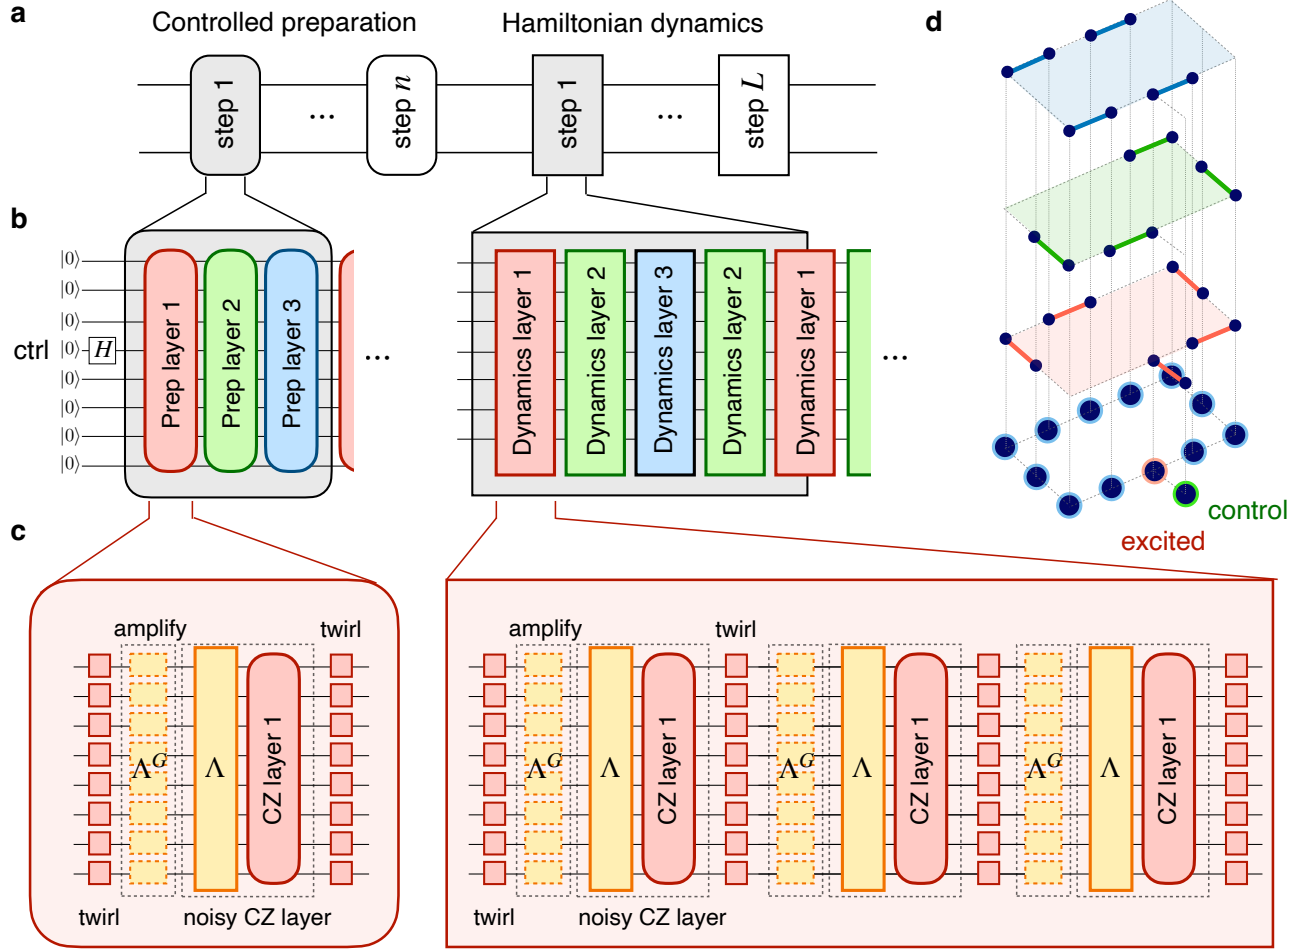 a
Controlled preparation
Hamiltonian dynamics
d
step 1
...
step n
step 1
...
step L
b
|0⟩
|0⟩
|0⟩
ctrl |0⟩ H
|0⟩
|0⟩
|0⟩
|0⟩
Prep layer 1
Prep layer 2
Prep layer 3
...
Dynamics layer 1
Dynamics layer 2
Dynamics layer 3
Dynamics layer 2
Dynamics layer 1
...
control
excited
c
amplify
twirl
Λ^G
Λ
CZ layer 1
twirl
noisy CZ layer
amplify
twirl
Λ^G
Λ
CZ layer 1
Λ^G
Λ
CZ layer 1
Λ^G
Λ
CZ layer 1
twirl
noisy CZ layer